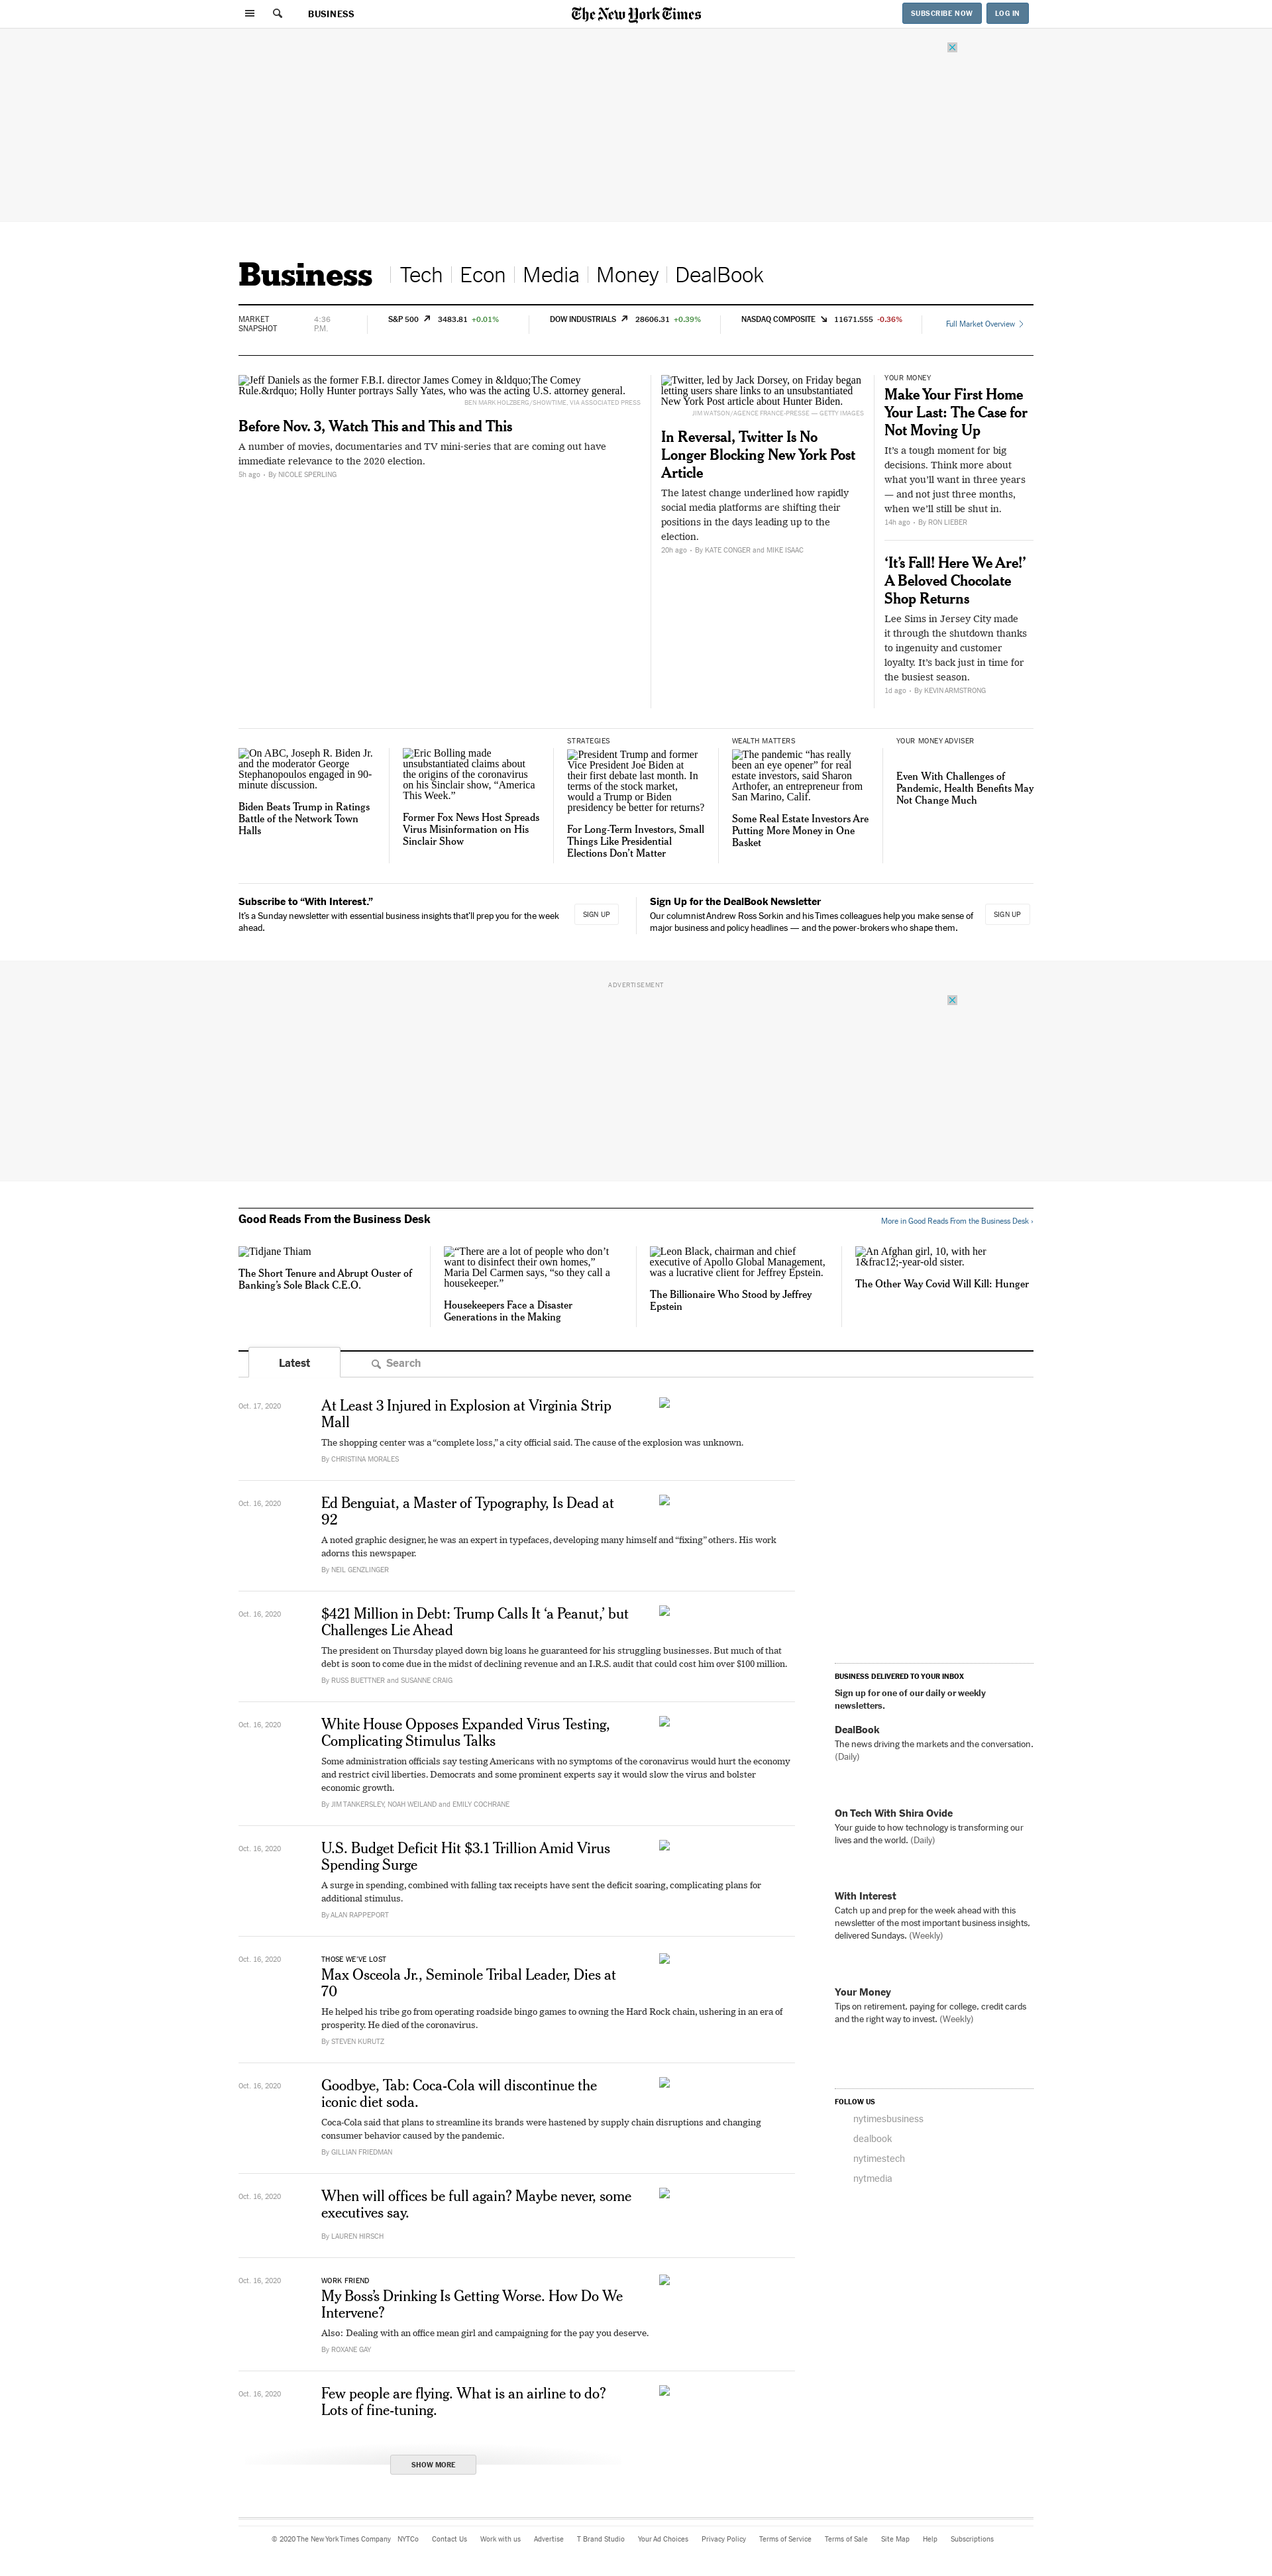 BUSINESS
The New York Times
SUBSCRIBE NOW
LOG IN
Business
Tech
Econ
Media
Money
DealBook
MARKET
SNAPSHOT
4:36
P.M.
S&P 500 3483.81 +0.01%
DOW INDUSTRIALS 28606.31 +0.39%
NASDAQ COMPOSITE 11671.555 -0.36%
Full Market Overview
Jeff Daniels as the former F.B.I. director James Comey in &ldquo;The Comey
Rule.&rdquo; Holly Hunter portrays Sally Yates, who was the acting U.S. attorney general.
BEN MARK HOLZBERG/SHOWTIME, VIA ASSOCIATED PRESS
Before Nov. 3, Watch This and This and This
A number of movies, documentaries and TV mini-series that are coming out have
immediate relevance to the 2020 election.
5h ago • By NICOLE SPERLING
Twitter, led by Jack Dorsey, on Friday began
letting users share links to an unsubstantiated
New York Post article about Hunter Biden.
JIM WATSON/AGENCE FRANCE-PRESSE — GETTY IMAGES
In Reversal, Twitter Is No
Longer Blocking New York Post
Article
The latest change underlined how rapidly
social media platforms are shifting their
positions in the days leading up to the
election.
20h ago • By KATE CONGER and MIKE ISAAC
YOUR MONEY
Make Your First Home
Your Last: The Case for
Not Moving Up
It’s a tough moment for big
decisions. Think more about
what you’ll want in three years
— and not just three months,
when we’ll still be shut in.
14h ago • By RON LIEBER
‘It’s Fall! Here We Are!’
A Beloved Chocolate
Shop Returns
Lee Sims in Jersey City made
it through the shutdown thanks
to ingenuity and customer
loyalty. It’s back just in time for
the busiest season.
1d ago • By KEVIN ARMSTRONG
On ABC, Joseph R. Biden Jr.
and the moderator George
Stephanopoulos engaged in 90-
minute discussion.
Biden Beats Trump in Ratings
Battle of the Network Town
Halls
Eric Bolling made
unsubstantiated claims about
the origins of the coronavirus
on his Sinclair show, “America
This Week.”
Former Fox News Host Spreads
Virus Misinformation on His
Sinclair Show
STRATEGIES
President Trump and former
Vice President Joe Biden at
their first debate last month. In
terms of the stock market,
would a Trump or Biden
presidency be better for returns?
For Long-Term Investors, Small
Things Like Presidential
Elections Don’t Matter
WEALTH MATTERS
The pandemic “has really
been an eye opener” for real
estate investors, said Sharon
Arthofer, an entrepreneur from
San Marino, Calif.
Some Real Estate Investors Are
Putting More Money in One
Basket
YOUR MONEY ADVISER
Even With Challenges of
Pandemic, Health Benefits May
Not Change Much
Subscribe to “With Interest.”
It’s a Sunday newsletter with essential business insights that’ll prep you for the week
ahead.
SIGN UP
Sign Up for the DealBook Newsletter
Our columnist Andrew Ross Sorkin and his Times colleagues help you make sense of
major business and policy headlines — and the power-brokers who shape them.
SIGN UP
ADVERTISEMENT
Good Reads From the Business Desk
More in Good Reads From the Business Desk ›
Tidjane Thiam
The Short Tenure and Abrupt Ouster of
Banking’s Sole Black C.E.O.
“There are a lot of people who don’t
want to disinfect their own homes,”
Maria Del Carmen says, “so they call a
housekeeper.”
Housekeepers Face a Disaster
Generations in the Making
Leon Black, chairman and chief
executive of Apollo Global Management,
was a lucrative client for Jeffrey Epstein.
The Billionaire Who Stood by Jeffrey
Epstein
An Afghan girl, 10, with her
1&frac12;-year-old sister.
The Other Way Covid Will Kill: Hunger
Latest
Search
Oct. 17, 2020
At Least 3 Injured in Explosion at Virginia Strip
Mall
The shopping center was a “complete loss,” a city official said. The cause of the explosion was unknown.
By CHRISTINA MORALES
Oct. 16, 2020
Ed Benguiat, a Master of Typography, Is Dead at
92
A noted graphic designer, he was an expert in typefaces, developing many himself and “fixing” others. His work
adorns this newspaper.
By NEIL GENZLINGER
Oct. 16, 2020
$421 Million in Debt: Trump Calls It ‘a Peanut,’ but
Challenges Lie Ahead
The president on Thursday played down big loans he guaranteed for his struggling businesses. But much of that
debt is soon to come due in the midst of declining revenue and an I.R.S. audit that could cost him over $100 million.
By RUSS BUETTNER and SUSANNE CRAIG
Oct. 16, 2020
White House Opposes Expanded Virus Testing,
Complicating Stimulus Talks
Some administration officials say testing Americans with no symptoms of the coronavirus would hurt the economy
and restrict civil liberties. Democrats and some prominent experts say it would slow the virus and bolster
economic growth.
By JIM TANKERSLEY, NOAH WEILAND and EMILY COCHRANE
Oct. 16, 2020
U.S. Budget Deficit Hit $3.1 Trillion Amid Virus
Spending Surge
A surge in spending, combined with falling tax receipts have sent the deficit soaring, complicating plans for
additional stimulus.
By ALAN RAPPEPORT
Oct. 16, 2020
THOSE WE’VE LOST
Max Osceola Jr., Seminole Tribal Leader, Dies at
70
He helped his tribe go from operating roadside bingo games to owning the Hard Rock chain, ushering in an era of
prosperity. He died of the coronavirus.
By STEVEN KURUTZ
Oct. 16, 2020
Goodbye, Tab: Coca-Cola will discontinue the
iconic diet soda.
Coca-Cola said that plans to streamline its brands were hastened by supply chain disruptions and changing
consumer behavior caused by the pandemic.
By GILLIAN FRIEDMAN
Oct. 16, 2020
When will offices be full again? Maybe never, some
executives say.
By LAUREN HIRSCH
Oct. 16, 2020
WORK FRIEND
My Boss’s Drinking Is Getting Worse. How Do We
Intervene?
Also: Dealing with an office mean girl and campaigning for the pay you deserve.
By ROXANE GAY
Oct. 16, 2020
Few people are flying. What is an airline to do?
Lots of fine-tuning.
SHOW MORE
BUSINESS DELIVERED TO YOUR INBOX
Sign up for one of our daily or weekly
newsletters.
DealBook
The news driving the markets and the conversation.
(Daily)
On Tech With Shira Ovide
Your guide to how technology is transforming our
lives and the world. (Daily)
With Interest
Catch up and prep for the week ahead with this
newsletter of the most important business insights,
delivered Sundays. (Weekly)
Your Money
Tips on retirement, paying for college, credit cards
and the right way to invest. (Weekly)
FOLLOW US
nytimesbusiness
dealbook
nytimestech
nytmedia
© 2020 The New York Times Company NYTCo Contact Us Work with us Advertise T Brand Studio Your Ad Choices Privacy Policy Terms of Service Terms of Sale Site Map Help Subscriptions